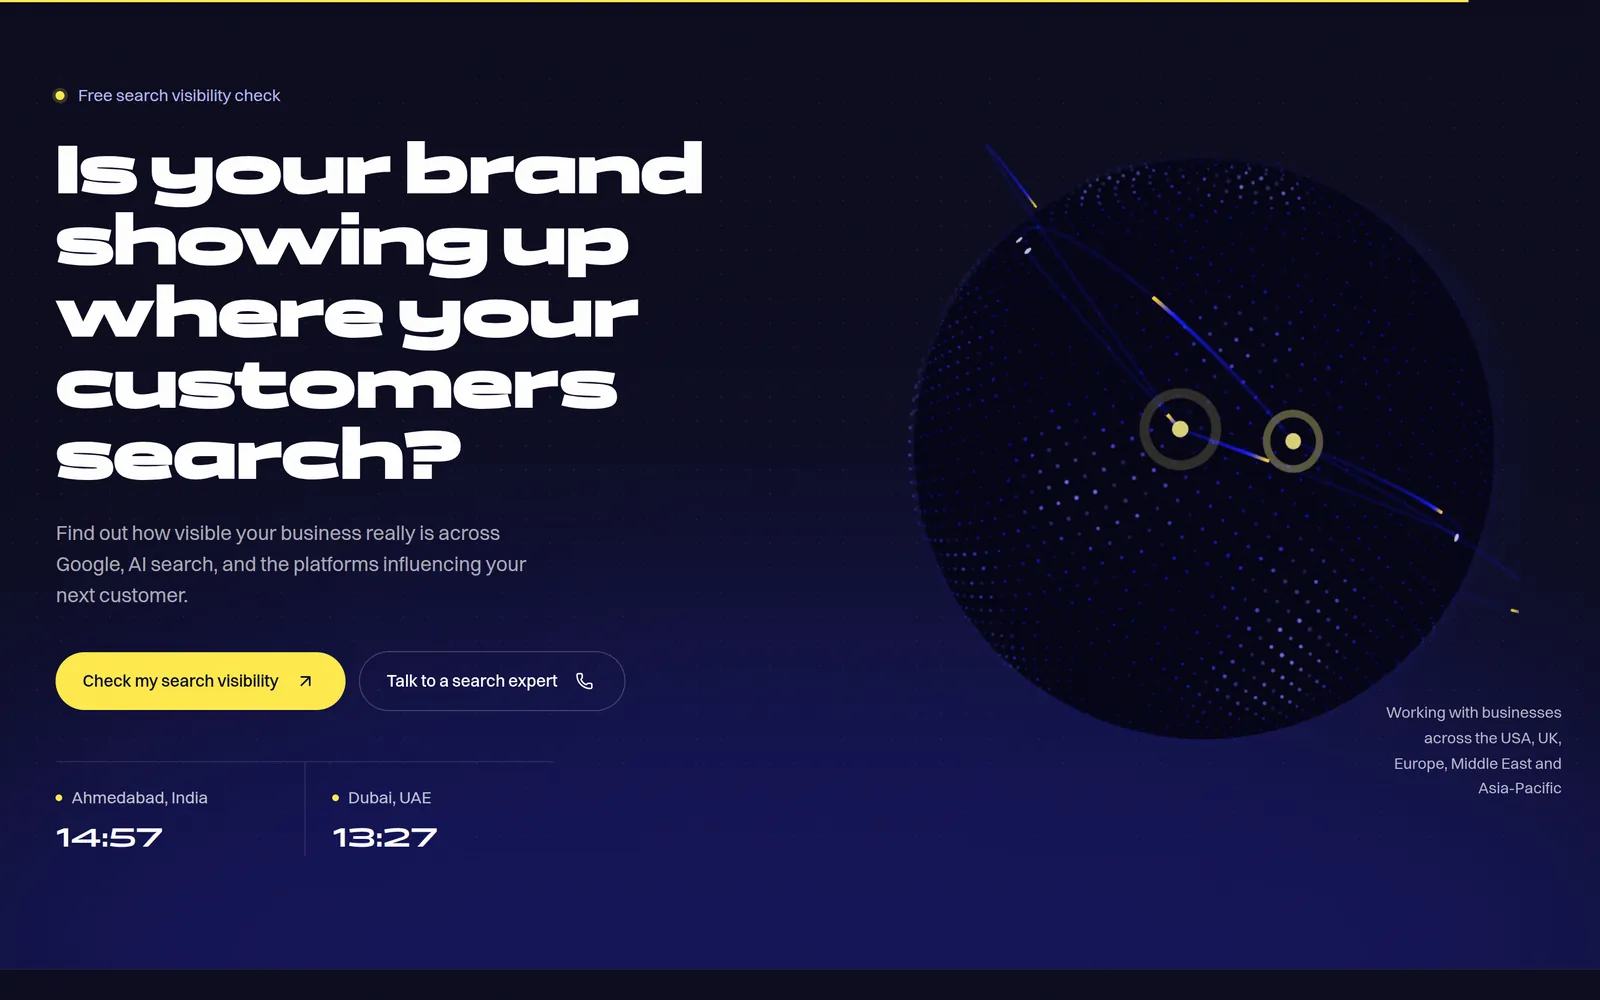 Free search visibility check
Is your brand
showing up
where your
customers
search?
Find out how visible your business really is across
Google, AI search, and the platforms influencing your
next customer.
Check my search visibility
Talk to a search expert
Ahmedabad, India
14:57
Dubai, UAE
13:27
Working with businesses
across the USA, UK,
Europe, Middle East and
Asia-Pacific